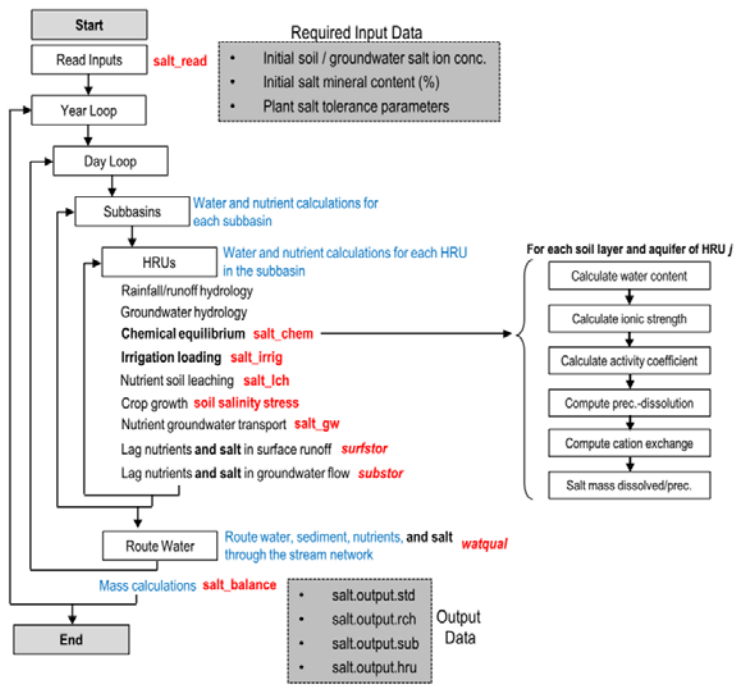 Start
Required Input Data
Read Inputs
salt_read
• Initial soil / groundwater salt ion conc.
• Initial salt mineral content (%)
• Plant salt tolerance parameters
Year Loop
Day Loop
Subbasins
Water and nutrient calculations for
each subbasin
HRUs
Water and nutrient calculations for each HRU
in the subbasin
Rainfall/runoff hydrology
Groundwater hydrology
Chemical equilibrium salt_chem
Irrigation loading salt_irrig
Nutrient soil leaching salt_lch
Crop growth soil salinity stress
Nutrient groundwater transport salt_gw
Lag nutrients and salt in surface runoff surfstor
Lag nutrients and salt in groundwater flow substor
For each soil layer and aquifer of HRU j
Calculate water content
Calculate ionic strength
Calculate activity coefficient
Compute prec.-dissolution
Compute cation exchange
Salt mass dissolved/prec.
Route Water
Route water, sediment, nutrients, and salt
through the stream network
watqual
Mass calculations salt_balance
• salt.output.std
• salt.output.rch
• salt.output.sub
• salt.output.hru
Output
Data
End